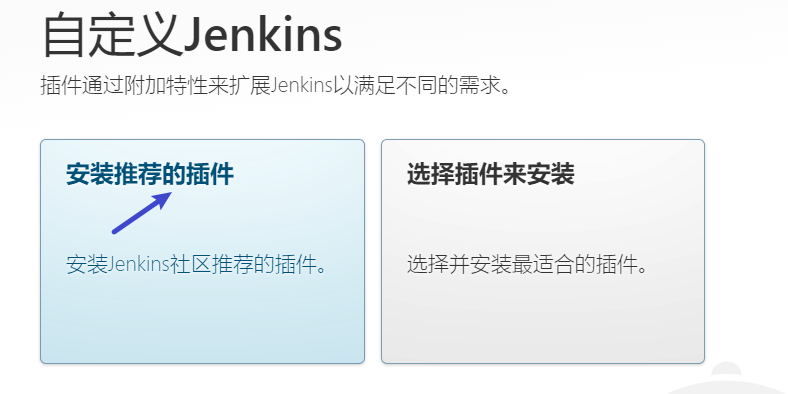 自定义Jenkins
插件通过附加特性来扩展Jenkins以满足不同的需求。
安装推荐的插件
安装Jenkins社区推荐的插件。
选择插件来安装
选择并安装最适合的插件。